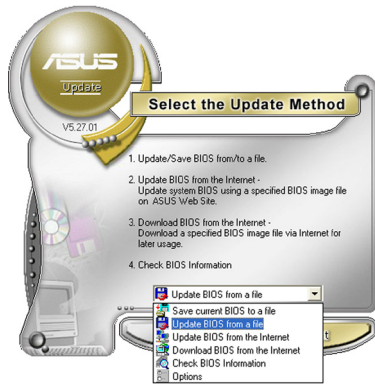 ASUS
Update
V5.27.01
Select the Update Method
1. Update/Save BIOS from/to a file.
2. Update BIOS from the Internet -
Update system BIOS using a specified BIOS image file
on ASUS Web Site.
3. Download BIOS from the Internet -
Download a specified BIOS image file via Internet for
later usage.
4. Check BIOS Information
Update BIOS from a file
Save current BIOS to a file
Update BIOS from a file
Update BIOS from the Internet
Download BIOS from the Internet
Check BIOS Information
Options